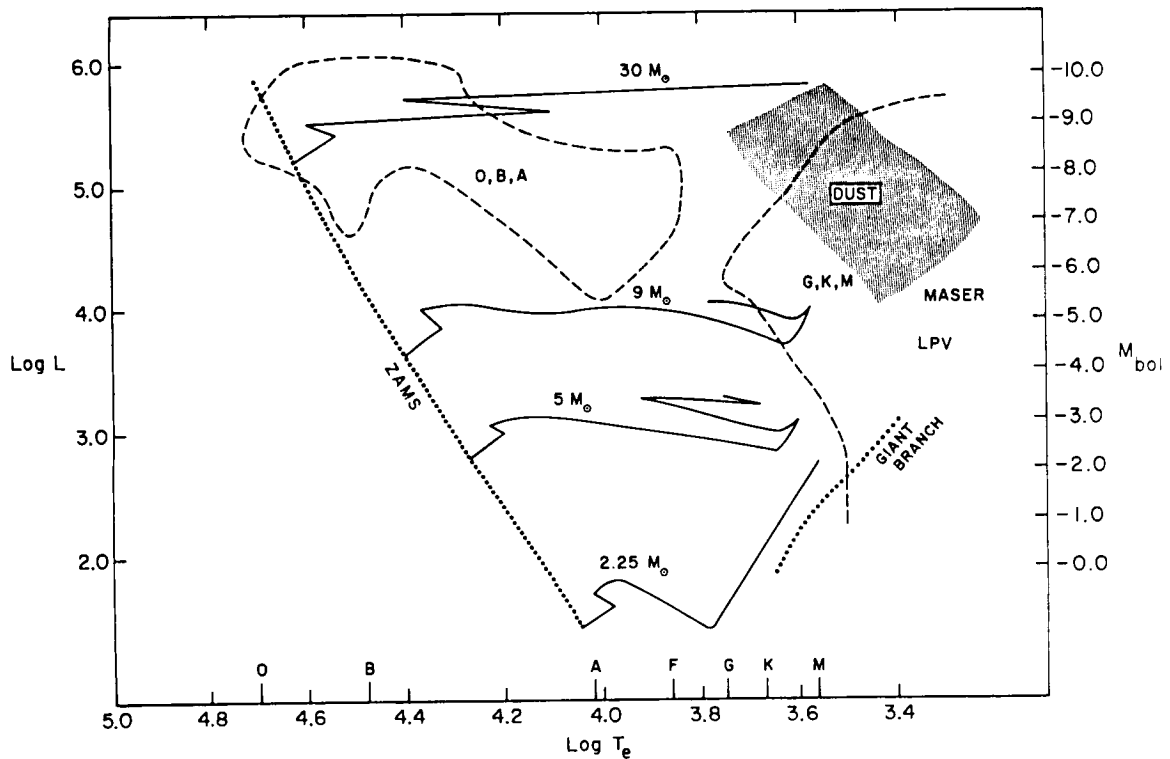 6.0
5.0
4.0
3.0
2.0
Log L
30 M⊙
O, B, A
DUST
G, K, M
9 M⊙
MASER
LPV
ZAMS
5 M⊙
GIANT
BRANCH
2.25 M⊙
-10.0
-9.0
-8.0
-7.0
-6.0
-5.0
-4.0
-3.0
-2.0
-1.0
-0.0
M bol
O B A F G K M
5.0 4.8 4.6 4.4 4.2 4.0 3.8 3.6 3.4
Log Te